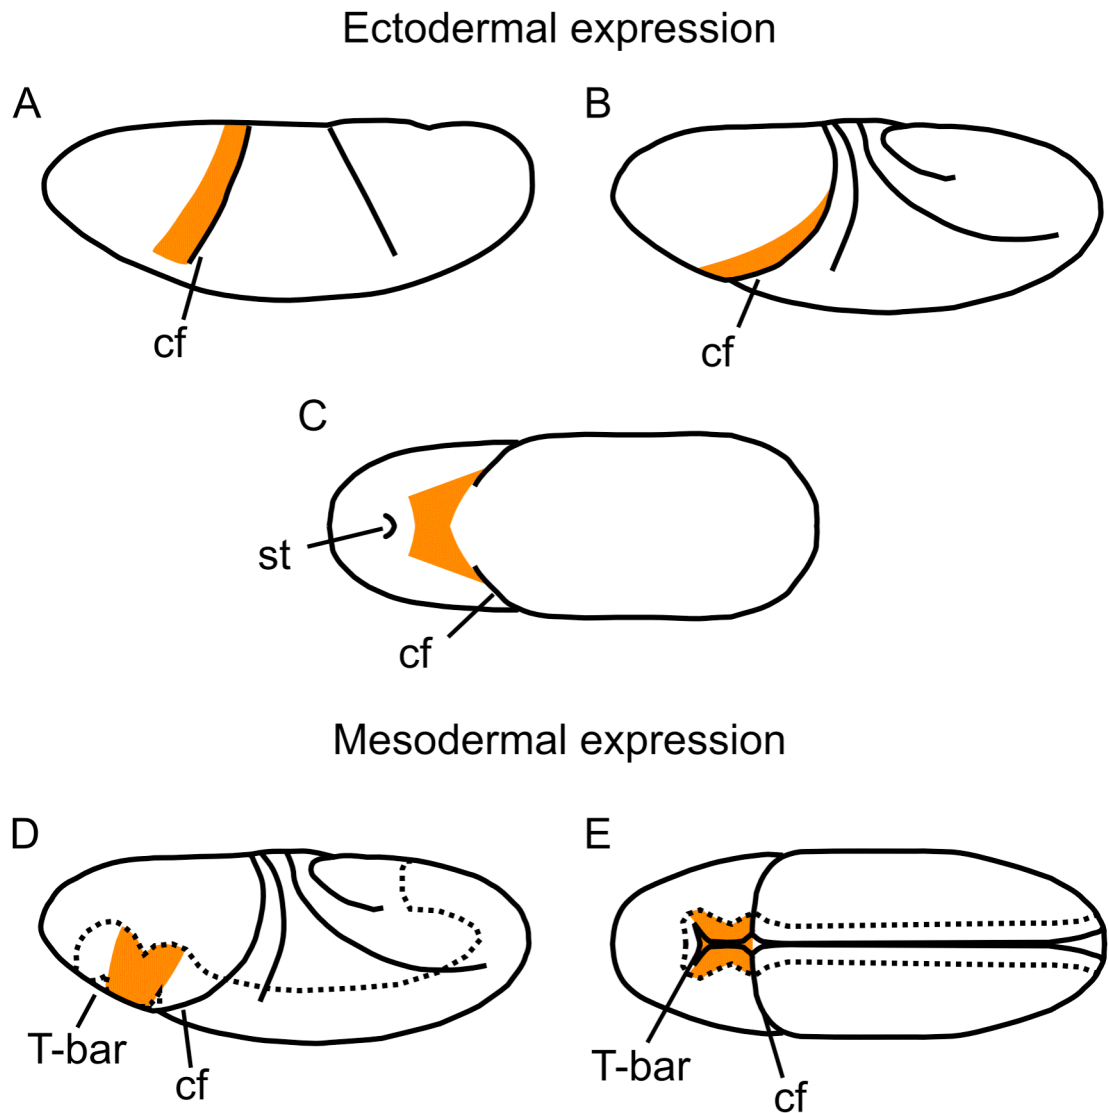 Ectodermal expression
A
B
cf
cf
C
st
cf
Mesodermal expression
D
E
T-bar
cf
T-bar
cf